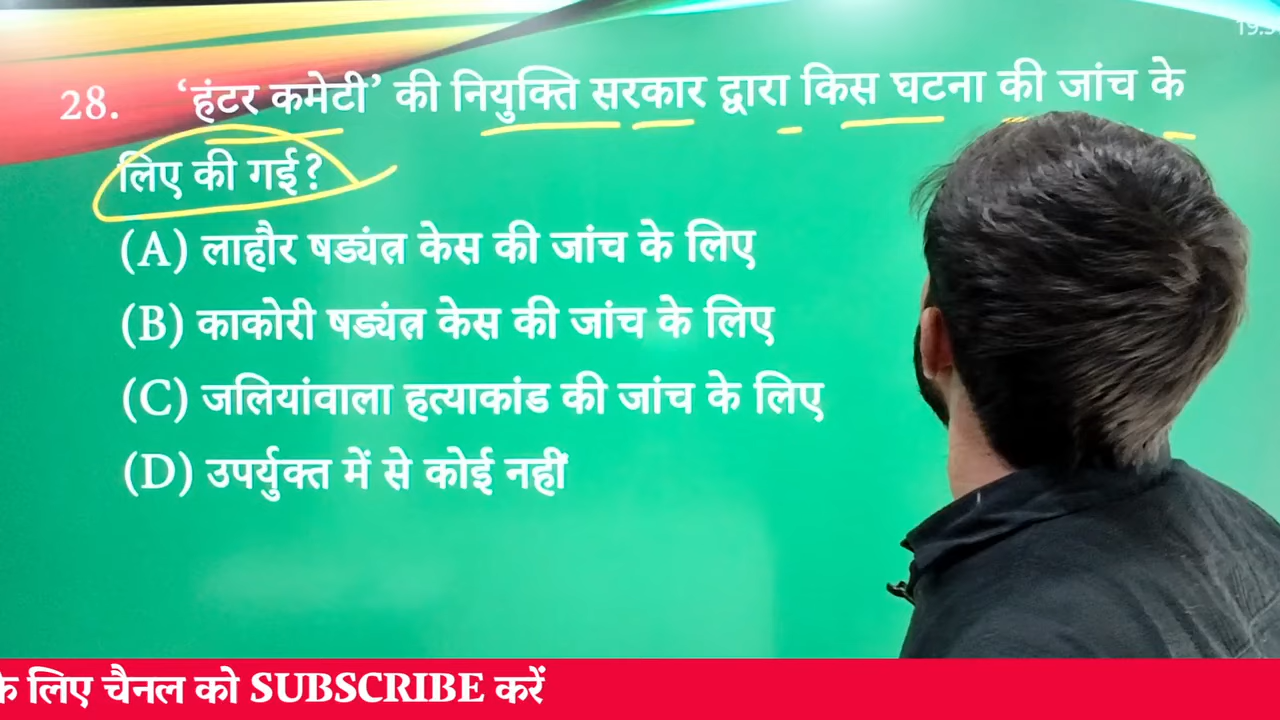 28. ‘हंटर कमेटी’ की नियुक्ति सरकार द्वारा किस घटना की जांच के
लिए की गई?
(A) लाहौर षड्यंत्र केस की जांच के लिए
(B) काकोरी षड्यंत्र केस की जांच के लिए
(C) जलियांवाला हत्याकांड की जांच के लिए
(D) उपर्युक्त में से कोई नहीं
के लिए चैनल को SUBSCRIBE करें